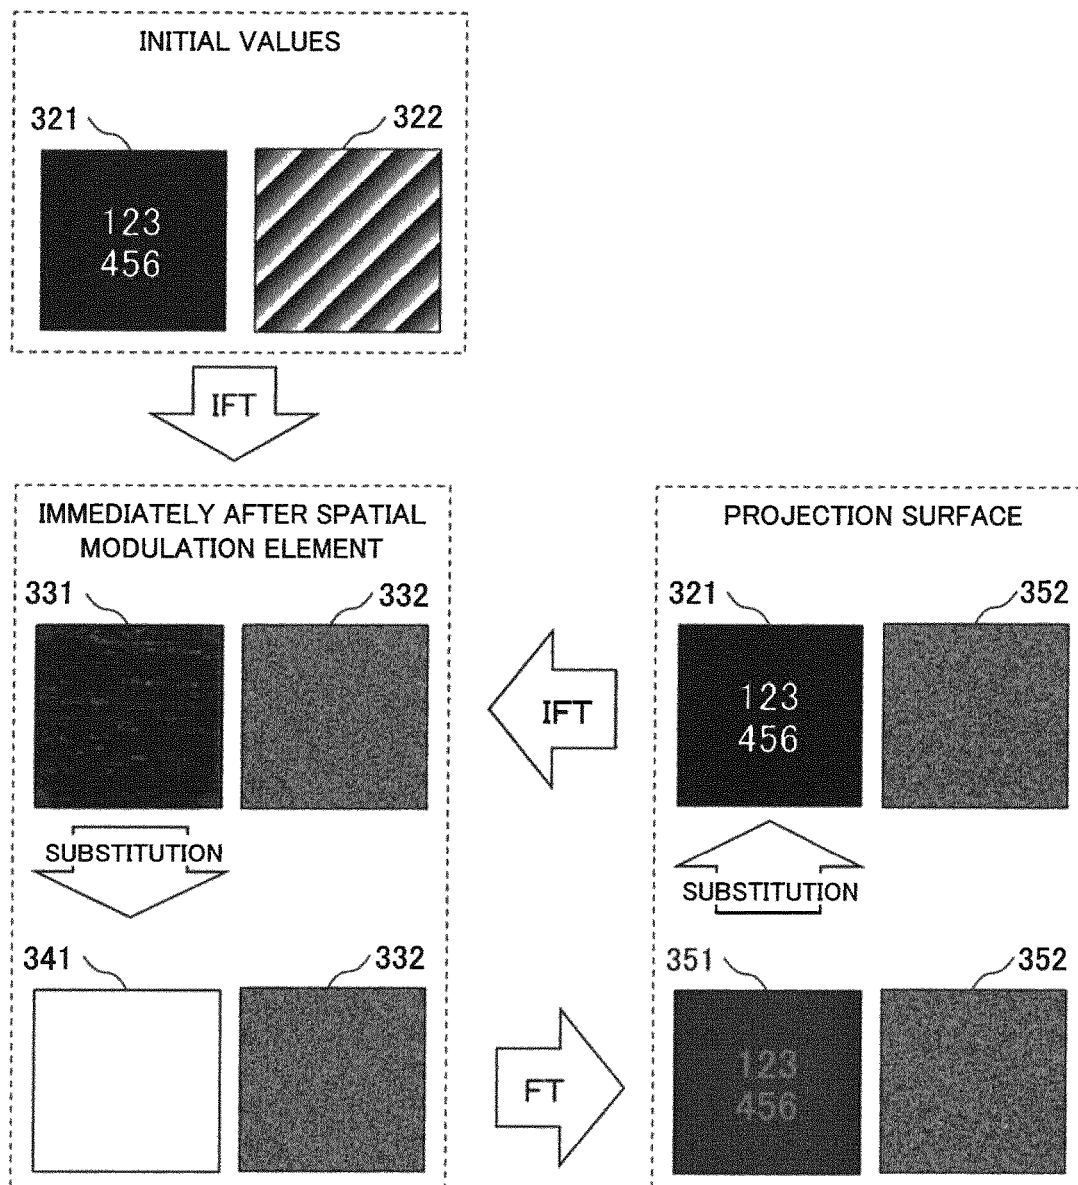 INITIAL VALUES
321
322
123
456
IFT
IMMEDIATELY AFTER SPATIAL
MODULATION ELEMENT
331
332
SUBSTITUTION
341
332
PROJECTION SURFACE
321
352
123
456
IFT
SUBSTITUTION
351
352
123
456
FT